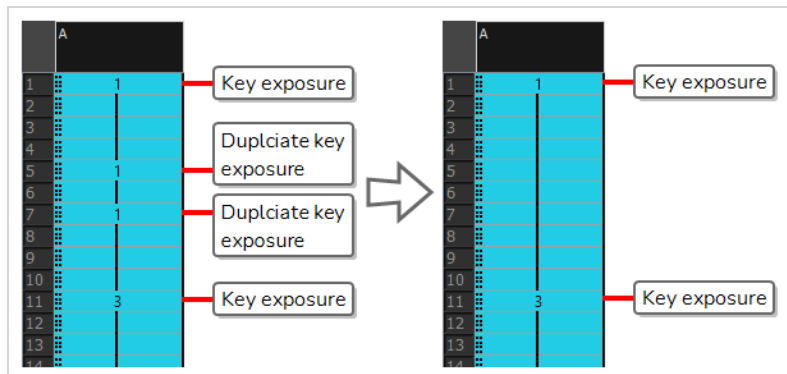 A
1 1 Key exposure
2
3
4
Duplciate key
5 1 exposure
6
7 1 Duplciate key
8 exposure
9
10
11 3 Key exposure
12
13
14
A
1 1 Key exposure
2
3
4
5
6
7
8
9
10
11 3 Key exposure
12
13
14